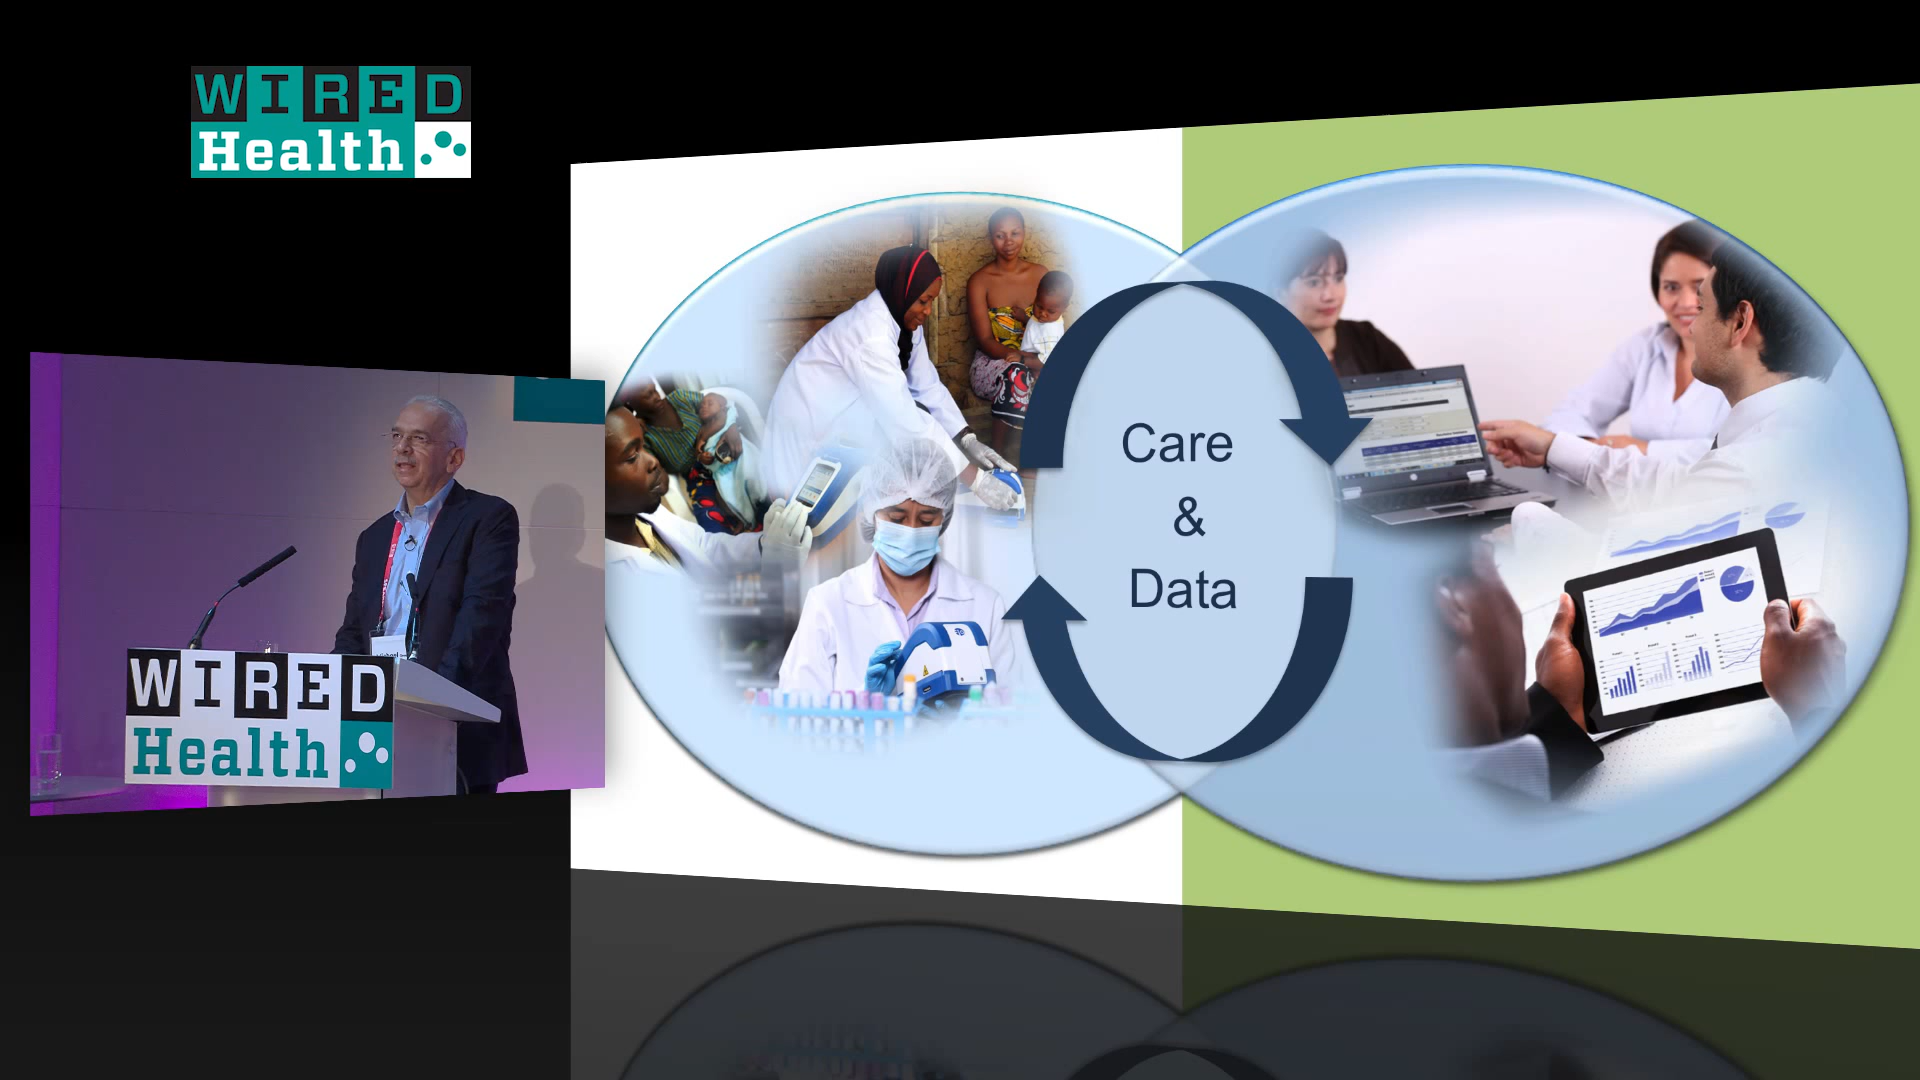 WIRED
Health
WIRED
Health
Care
&
Data